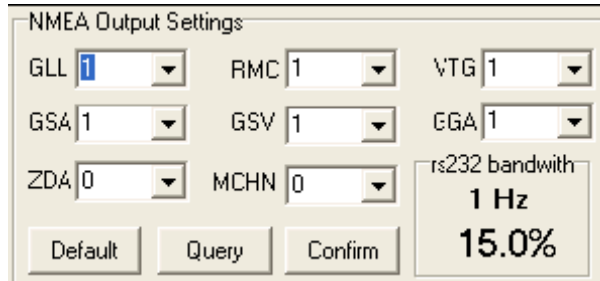 NMEA Output Settings
GLL 1 RMC 1 VTG 1
GSA 1 GSV 1 GGA 1
ZDA 0 MCHN 0
rs232 bandwith
1 Hz
15.0%
Default Query Confirm